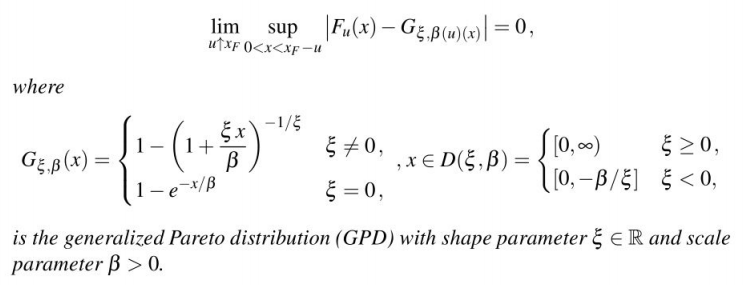 lim sup |F_u(x) − G_{ξ,β(u)(x)}| = 0,
u↑x_F 0<x<x_F−u
where
G_{ξ,β}(x) = { 1 − (1 + ξx/β)^{−1/ξ} ξ ≠ 0, 1 − e^{−x/β} ξ = 0, , x ∈ D(ξ,β) = { [0,∞) ξ ≥ 0, [0,−β/ξ] ξ < 0,
is the generalized Pareto distribution (GPD) with shape parameter ξ ∈ ℝ and scale
parameter β > 0.